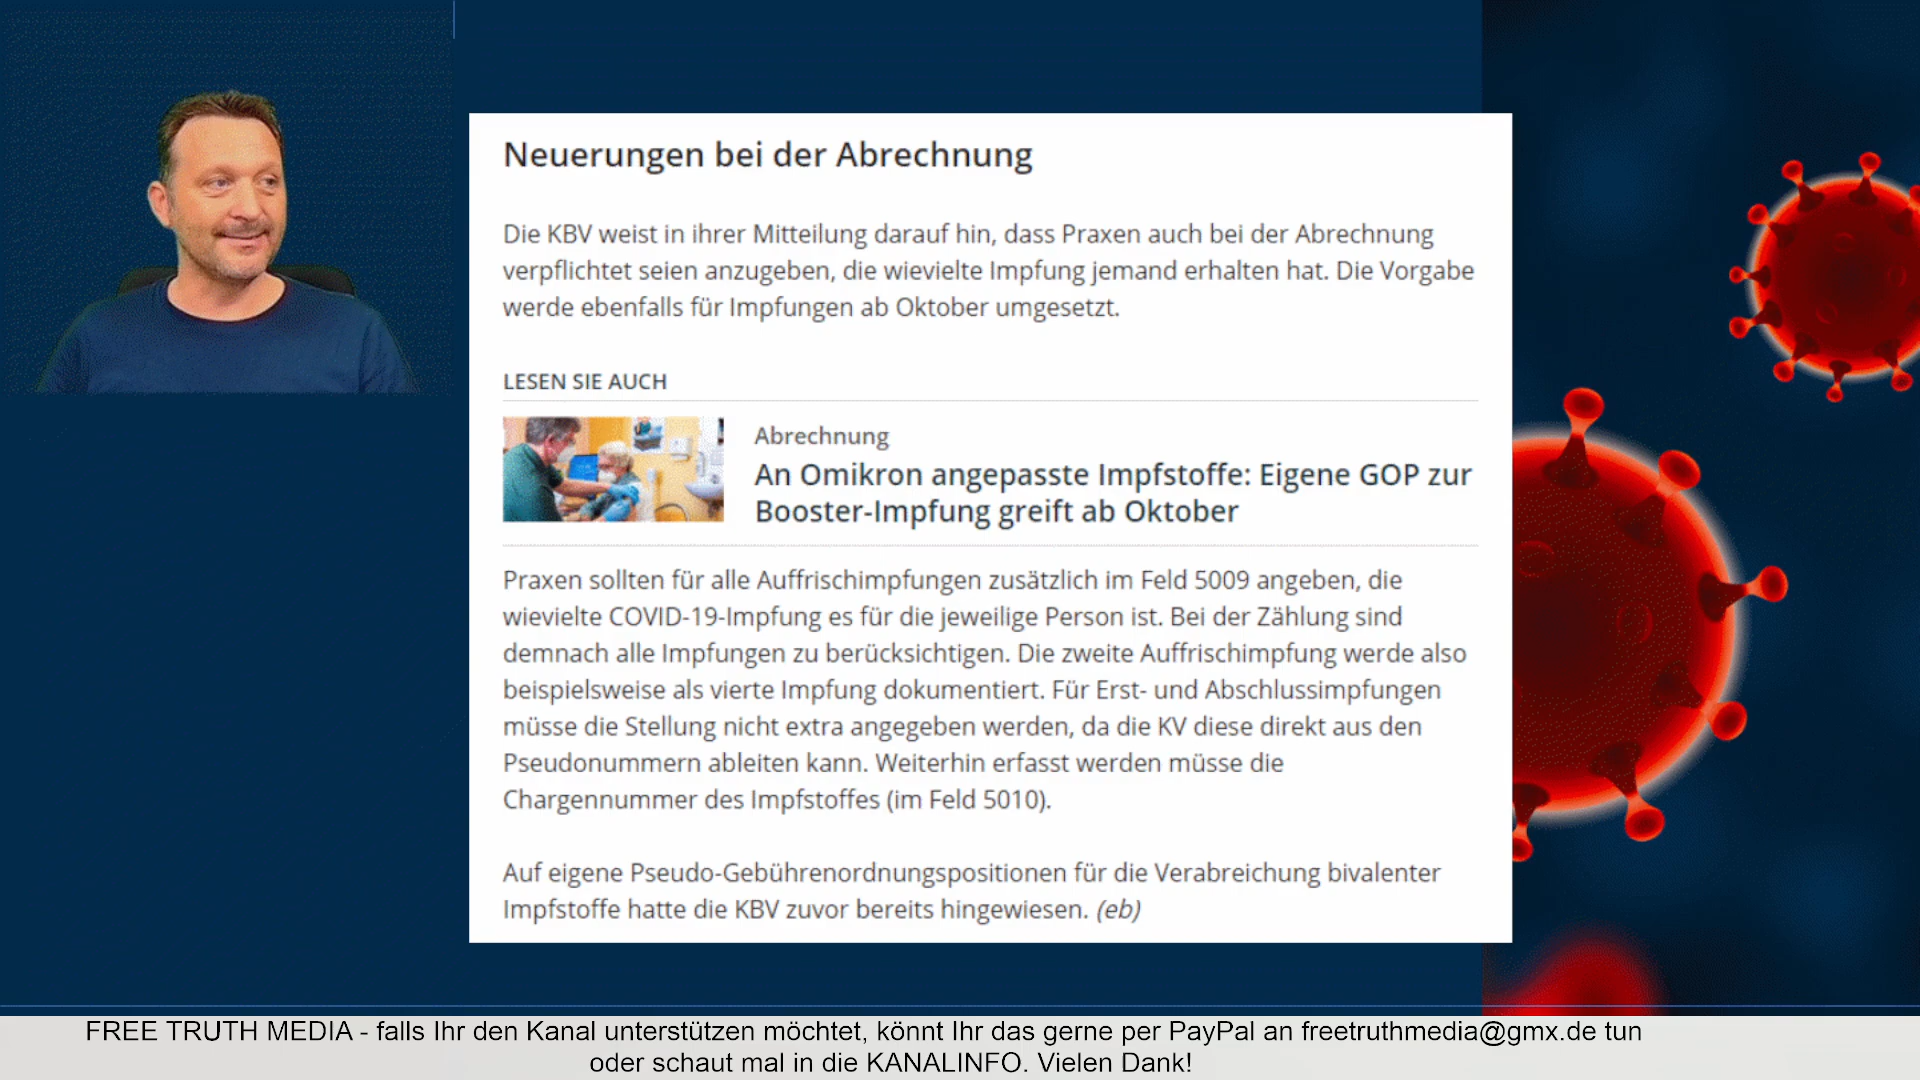 Neuerungen bei der Abrechnung
Die KBV weist in ihrer Mitteilung darauf hin, dass Praxen auch bei der Abrechnung
verpflichtet seien anzugeben, die wievielte Impfung jemand erhalten hat. Die Vorgabe
werde ebenfalls für Impfungen ab Oktober umgesetzt.
LESEN SIE AUCH
Abrechnung
An Omikron angepasste Impfstoffe: Eigene GOP zur
Booster-Impfung greift ab Oktober
Praxen sollten für alle Auffrischimpfungen zusätzlich im Feld 5009 angeben, die
wievielte COVID-19-Impfung es für die jeweilige Person ist. Bei der Zählung sind
demnach alle Impfungen zu berücksichtigen. Die zweite Auffrischimpfung werde also
beispielsweise als vierte Impfung dokumentiert. Für Erst- und Abschlussimpfungen
müsse die Stellung nicht extra angegeben werden, da die KV diese direkt aus den
Pseudonummern ableiten kann. Weiterhin erfasst werden müsse die
Chargennummer des Impfstoffes (im Feld 5010).
Auf eigene Pseudo-Gebührenordnungspositionen für die Verabreichung bivalenter
Impfstoffe hatte die KBV zuvor bereits hingewiesen. (eb)
FREE TRUTH MEDIA - falls Ihr den Kanal unterstützen möchtet, könnt Ihr das gerne per PayPal an freetruthmedia@gmx.de tun
oder schaut mal in die KANALINFO. Vielen Dank!